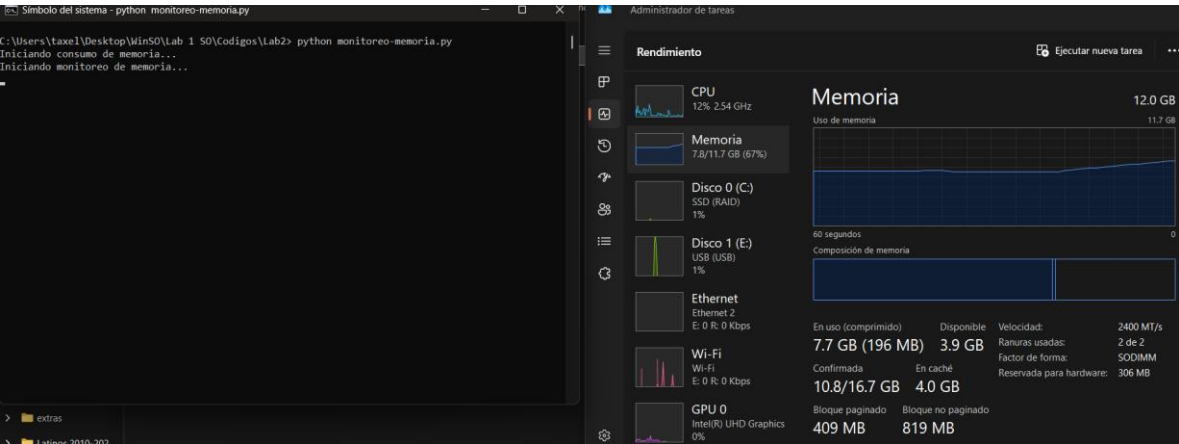 Símbolo del sistema - python monitoreo-memoria.py
C:\Users\taxel\Desktop\WinSO\Lab 1 SO\Codigos\Lab2> python monitoreo-memoria.py
Iniciando consumo de memoria...
Iniciando monitoreo de memoria...
extras
Latinos 2010-202
Administrador de tareas
Rendimiento
Ejecutar nueva tarea
CPU
12% 2.54 GHz
Memoria
7.8/11.7 GB (67%)
Disco 0 (C:)
SSD (RAID)
1%
Disco 1 (E:)
USB (USB)
1%
Ethernet
Ethernet 2
E: 0 R: 0 Kbps
Wi-Fi
Wi-Fi
E: 0 R: 0 Kbps
GPU 0
Intel(R) UHD Graphics
0%
Memoria 12.0 GB
Uso de memoria 11.7 GB
60 segundos 0
Composición de memoria
En uso (comprimido) Disponible
7.7 GB (196 MB) 3.9 GB
Confirmada En caché
10.8/16.7 GB 4.0 GB
Bloque paginado Bloque no paginado
409 MB 819 MB
Velocidad: 2400 MT/s
Ranuras usadas: 2 de 2
Factor de forma: SODIMM
Reservada para hardware: 306 MB